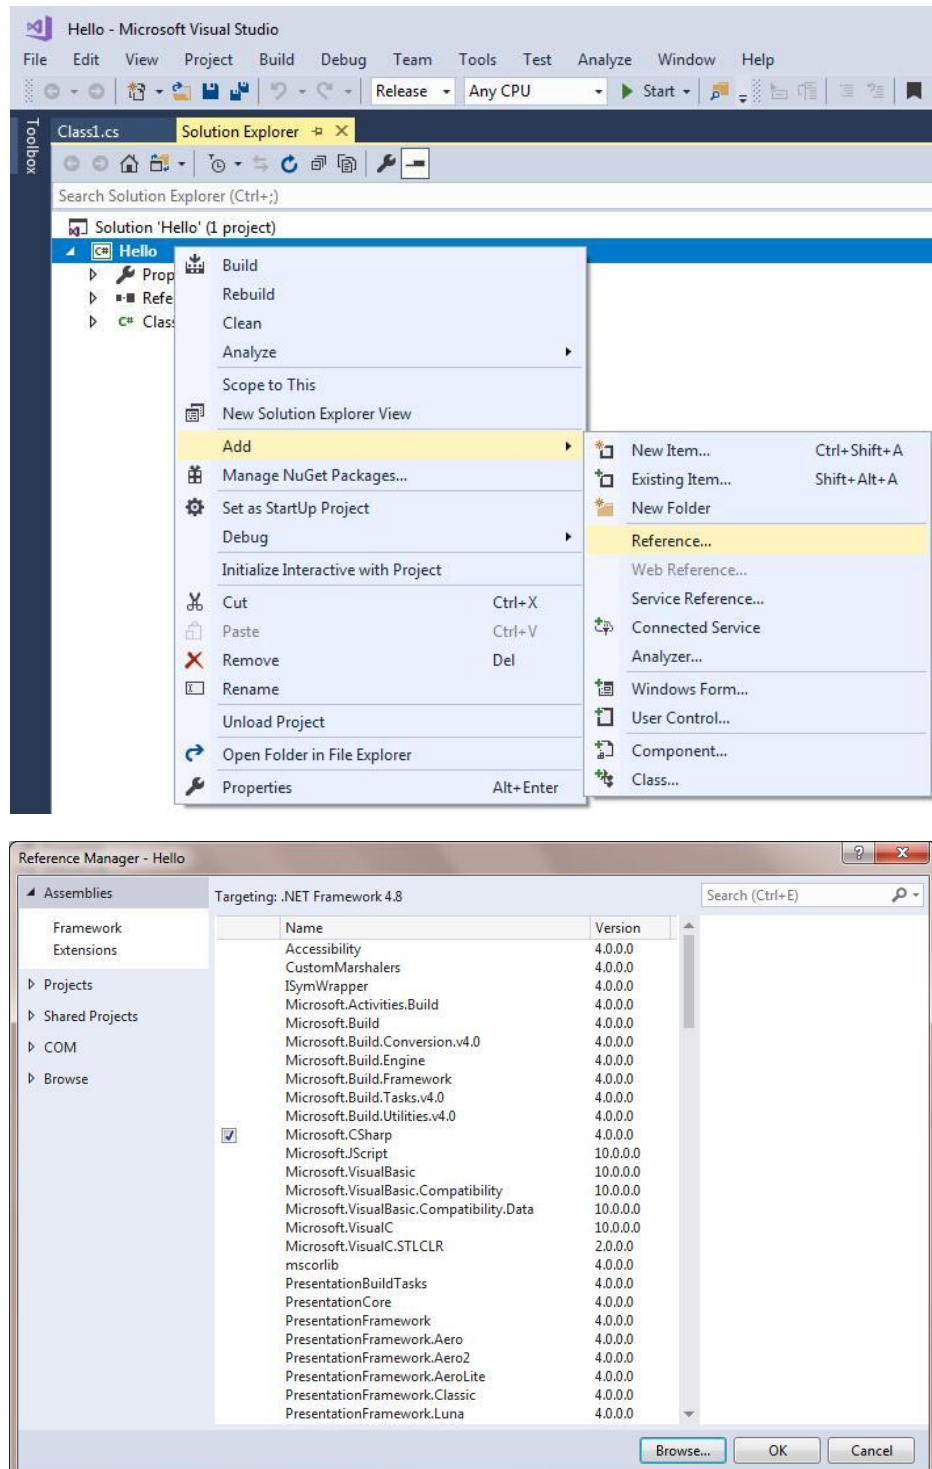 Hello - Microsoft Visual Studio
File Edit View Project Build Debug Team Tools Test Analyze Window Help
Release Any CPU Start
Toolbox
Class1.cs Solution Explorer
Search Solution Explorer (Ctrl+;)
Solution 'Hello' (1 project)
C# Hello
Prop
Refe
C# Class
Build
Rebuild
Clean
Analyze
Scope to This
New Solution Explorer View
Add
Manage NuGet Packages...
Set as StartUp Project
Debug
Initialize Interactive with Project
Cut Ctrl+X
Paste Ctrl+V
Remove Del
Rename
Unload Project
Open Folder in File Explorer
Properties Alt+Enter
New Item... Ctrl+Shift+A
Existing Item... Shift+Alt+A
New Folder
Reference...
Web Reference...
Service Reference...
Connected Service
Analyzer...
Windows Form...
User Control...
Component...
Class...
Reference Manager - Hello
Assemblies
Framework
Extensions
Projects
Shared Projects
COM
Browse
Targeting: .NET Framework 4.8
Search (Ctrl+E)
Name Version
Accessibility 4.0.0.0
CustomMarshalers 4.0.0.0
ISymWrapper 4.0.0.0
Microsoft.Activities.Build 4.0.0.0
Microsoft.Build 4.0.0.0
Microsoft.Build.Conversion.v4.0 4.0.0.0
Microsoft.Build.Engine 4.0.0.0
Microsoft.Build.Framework 4.0.0.0
Microsoft.Build.Tasks.v4.0 4.0.0.0
Microsoft.Build.Utilities.v4.0 4.0.0.0
Microsoft.CSharp 4.0.0.0
Microsoft.JScript 10.0.0.0
Microsoft.VisualBasic 10.0.0.0
Microsoft.VisualBasic.Compatibility 10.0.0.0
Microsoft.VisualBasic.Compatibility.Data 10.0.0.0
Microsoft.VisualC 10.0.0.0
Microsoft.VisualC.STLCLR 2.0.0.0
mscorlib 4.0.0.0
PresentationBuildTasks 4.0.0.0
PresentationCore 4.0.0.0
PresentationFramework 4.0.0.0
PresentationFramework.Aero 4.0.0.0
PresentationFramework.Aero2 4.0.0.0
PresentationFramework.AeroLite 4.0.0.0
PresentationFramework.Classic 4.0.0.0
PresentationFramework.Luna 4.0.0.0
Browse... OK Cancel